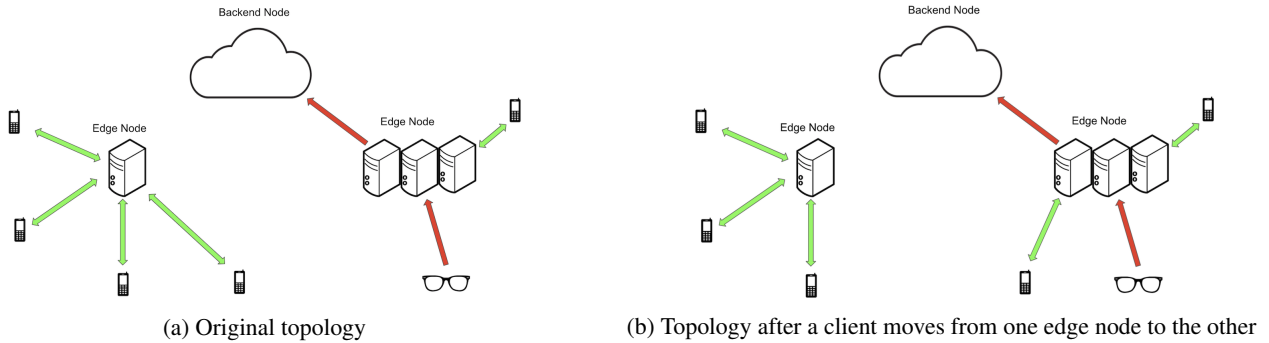 Backend Node
Edge Node
Edge Node
(a) Original topology
Backend Node
Edge Node
Edge Node
(b) Topology after a client moves from one edge node to the other